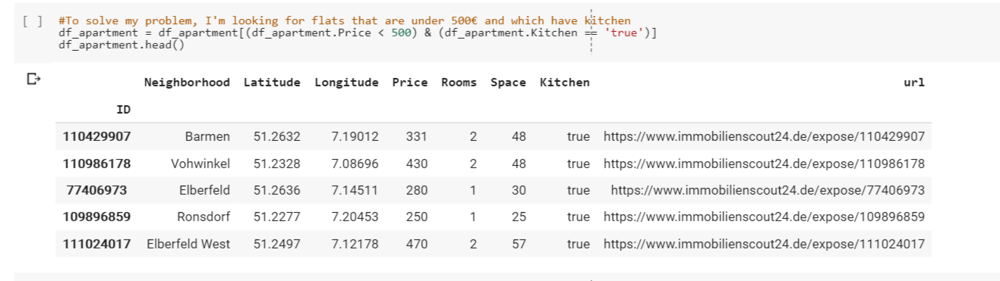 [ ] #To solve my problem, I'm looking for flats that are under 500€ and which have kitchen
df_apartment = df_apartment[(df_apartment.Price < 500) & (df_apartment.Kitchen == 'true')]
df_apartment.head()
Neighborhood Latitude Longitude Price Rooms Space Kitchen url
ID
110429907 Barmen 51.2632 7.19012 331 2 48 true https://www.immobilienscout24.de/expose/110429907
110986178 Vohwinkel 51.2328 7.08696 430 2 48 true https://www.immobilienscout24.de/expose/110986178
77406973 Elberfeld 51.2636 7.14511 280 1 30 true https://www.immobilienscout24.de/expose/77406973
109896859 Ronsdorf 51.2277 7.20453 250 1 25 true https://www.immobilienscout24.de/expose/109896859
111024017 Elberfeld West 51.2497 7.12178 470 2 57 true https://www.immobilienscout24.de/expose/111024017